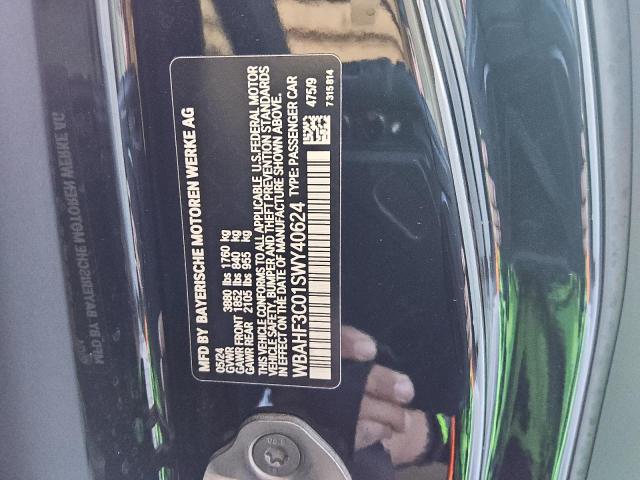 MFD BY BAYERISCHE MOTOREN WERKE AG
05/24
GVWR 3880 lbs 1760 kg
GAWR FRONT 1852 lbs 840 kg
GAWR REAR 2105 lbs 955 kg
THIS VEHICLE CONFORMS TO ALL APPLICABLE U.S. FEDERAL MOTOR
VEHICLE SAFETY, BUMPER AND THEFT PREVENTION STANDARDS
IN EFFECT ON DATE OF MANUFACTURE SHOWN ABOVE.
WBAHF3C01SWY40624 TYPE: PASSENGER CAR
475/9
7 315 814